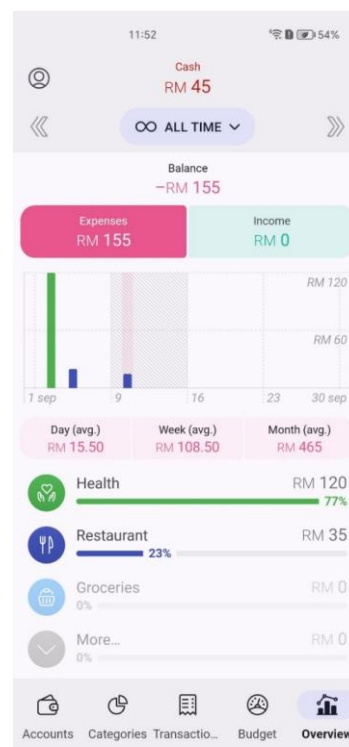 11:52 54%
Cash
RM 45
ALL TIME
Balance
−RM 155
Expenses Income
RM 155 RM 0
RM 120
RM 60
1 sep 9 16 23 30 sep
Day (avg.) Week (avg.) Month (avg.)
RM 15.50 RM 108.50 RM 465
Health RM 120
77%
Restaurant RM 35
23%
Groceries RM 0
0%
More... RM 0
0%
Accounts Categories Transactio... Budget Overview